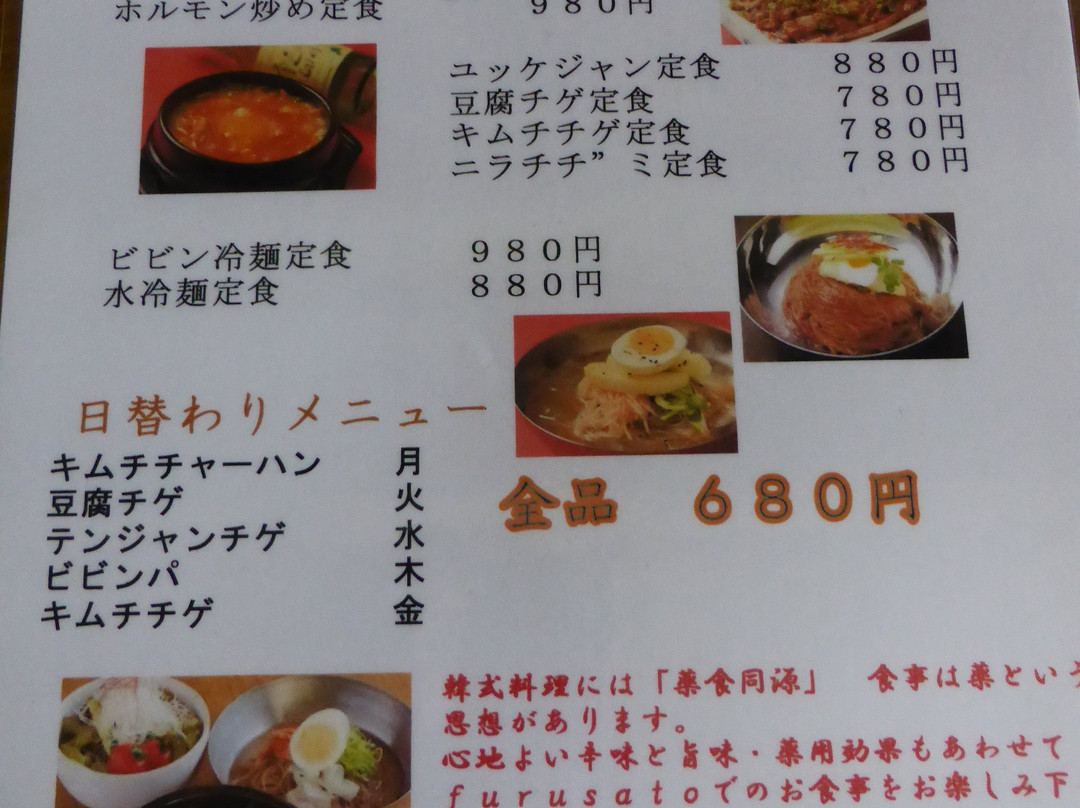 ホルモン炒め定食　９８０円
ユッケジャン定食　８８０円
豆腐チゲ定食　７８０円
キムチチゲ定食　７８０円
ニラチチ”ミ定食　７８０円
ビビン冷麺定食　９８０円
水冷麺定食　８８０円
日替わりメニュー
キムチチャーハン　月
豆腐チゲ　火
テンジャンチゲ　水
ビビンパ　木
キムチチゲ　金
全品　６８０円
韓式料理には「薬食同源」　食事は薬という
思想があります。
心地よい辛味と旨味・薬用効果もあわせて
ｆｕｒｕｓａｔｏでのお食事をお楽しみ下